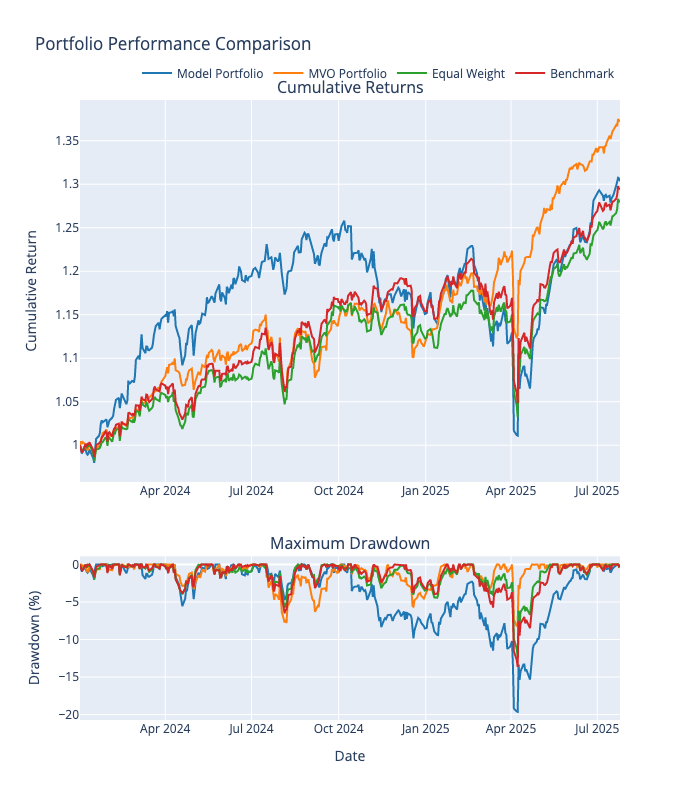 Portfolio Performance Comparison
Model Portfolio MVO Portfolio Equal Weight Benchmark
Cumulative Returns
1.35
1.3
1.25
1.2
1.15
1.1
1.05
1
Cumulative Return
Apr 2024 Jul 2024 Oct 2024 Jan 2025 Apr 2025 Jul 2025
Maximum Drawdown
0
−5
−10
−15
−20
Drawdown (%)
Apr 2024 Jul 2024 Oct 2024 Jan 2025 Apr 2025 Jul 2025
Date